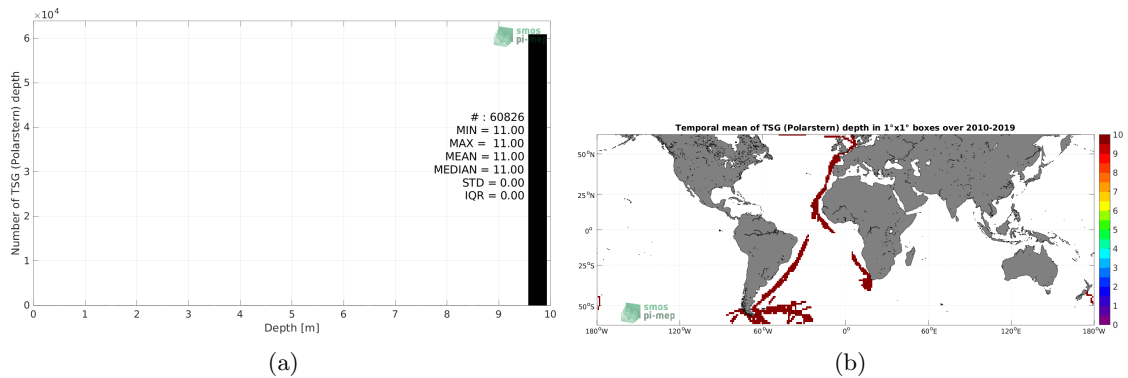 ×10⁴
6
5
4
3
2
1
0
Number of TSG (Polarstern) depth
smos
pi-mep
# : 60826
MIN = 11.00
MAX = 11.00
MEAN = 11.00
MEDIAN = 11.00
STD = 0.00
IQR = 0.00
0 1 2 3 4 5 6 7 8 9 10
Depth [m]
(a)
Temporal mean of TSG (Polarstern) depth in 1°x1° boxes over 2010-2019
50°N
25°N
0°
25°S
50°S
180°W 120°W 60°W 0° 60°E 120°E 180°W
smos
pi-mep
10
9
8
7
6
5
4
3
2
1
0
(b)